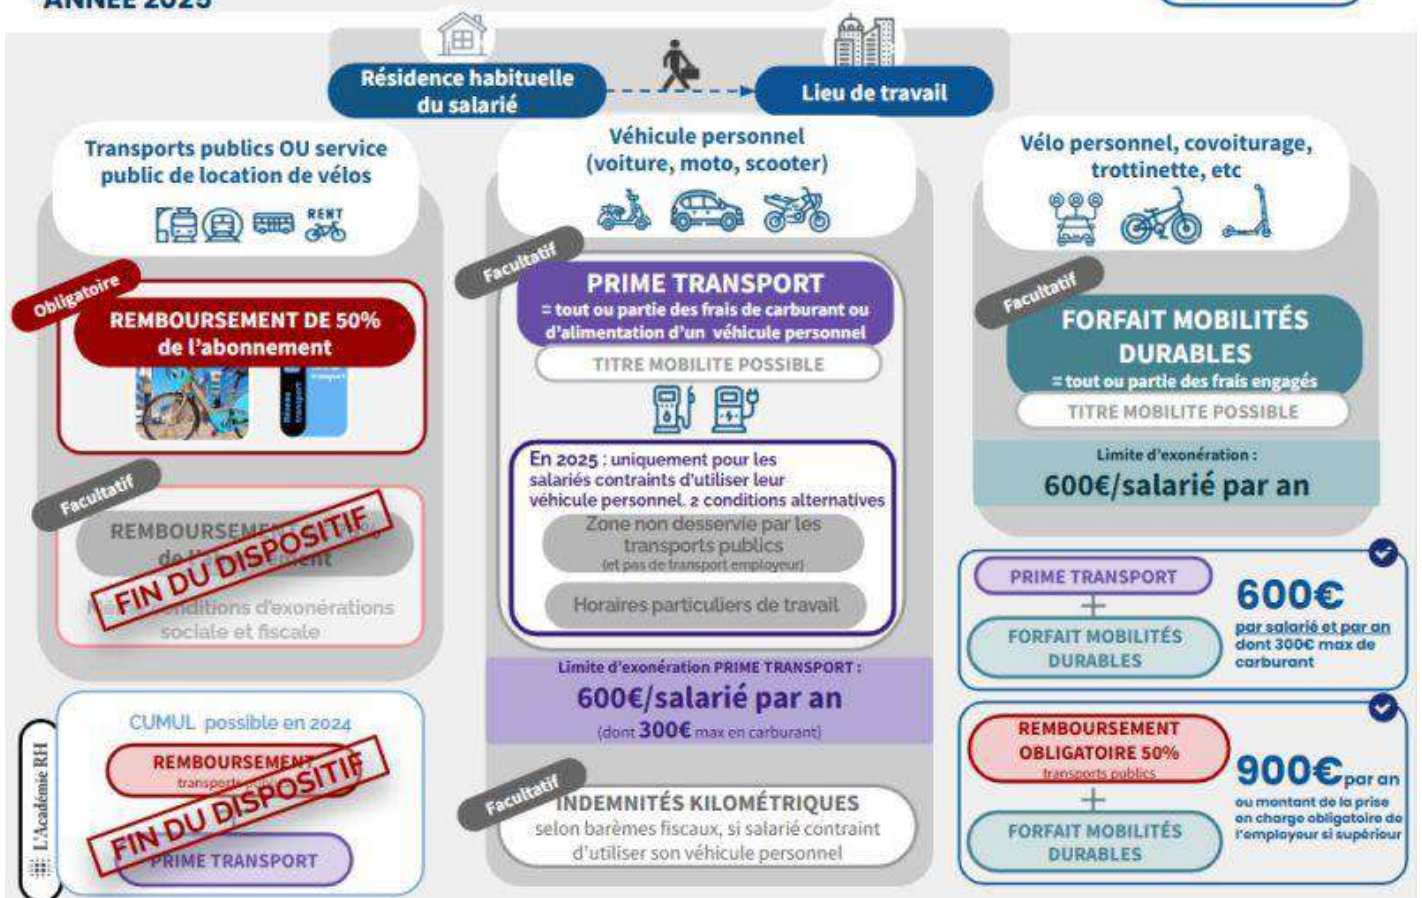 ANNÉE 2025
Résidence habituelle
du salarié
Lieu de travail
Transports publics OU service
public de location de vélos
RENT
Obligatoire
REMBOURSEMENT DE 50%
de l'abonnement
Réseau
transport
transport
Facultatif
REMBOURSEMENT
FIN DU DISPOSITIF
conditions d'exonérations
sociale et fiscale
CUMUL possible en 2024
REMBOURSEMENT
transports
FIN DU DISPOSITIF
PRIME TRANSPORT
L'Académie RH
Véhicule personnel
(voiture, moto, scooter)
Facultatif
PRIME TRANSPORT
= tout ou partie des frais de carburant ou
d'alimentation d'un véhicule personnel
TITRE MOBILITE POSSIBLE
En 2025 : uniquement pour les
salariés contraints d'utiliser leur
véhicule personnel. 2 conditions alternatives
Zone non desservie par les
transports publics
(et pas de transport employeur)
Horaires particuliers de travail
Limite d'exonération PRIME TRANSPORT :
600€/salarié par an
(dont 300€ max en carburant)
Facultatif
INDEMNITÉS KILOMÉTRIQUES
selon barèmes fiscaux, si salarié contraint
d'utiliser son véhicule personnel
Vélo personnel, covoiturage,
trottinette, etc
Facultatif
FORFAIT MOBILITÉS
DURABLES
= tout ou partie des frais engagés
TITRE MOBILITE POSSIBLE
Limite d'exonération :
600€/salarié par an
PRIME TRANSPORT
+
FORFAIT MOBILITÉS
DURABLES
600€
par salarié et par an
dont 300€ max de
carburant
REMBOURSEMENT
OBLIGATOIRE 50%
transports publics
+
FORFAIT MOBILITÉS
DURABLES
900€ par an
ou montant de la prise
en charge obligatoire de
l'employeur si supérieur